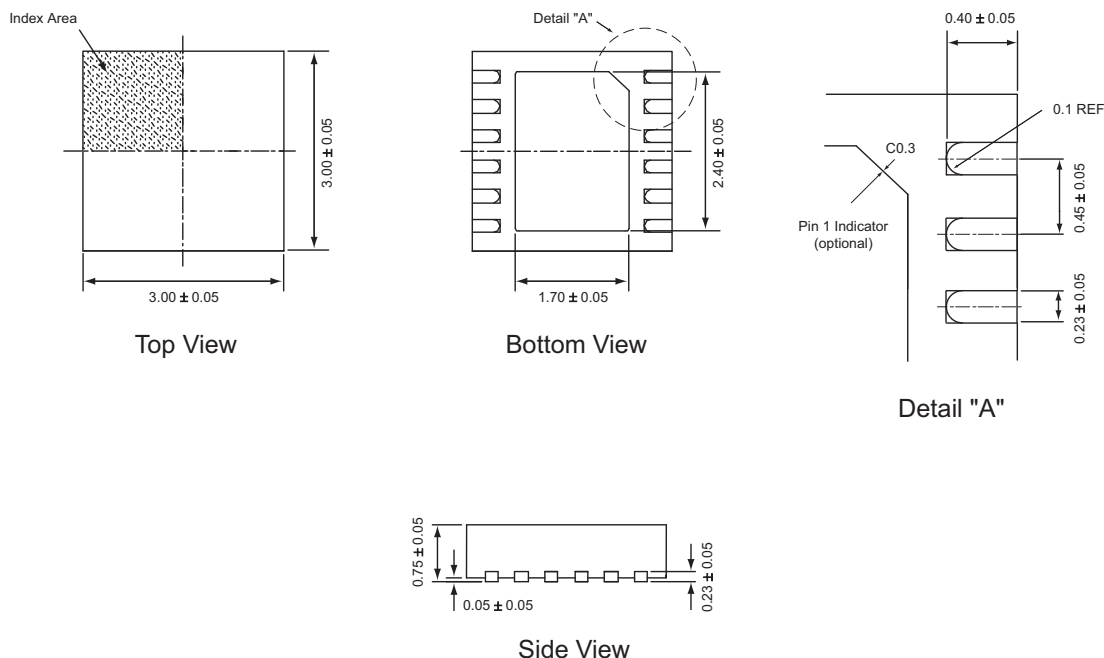 Index Area
3.00 ± 0.05
3.00 ± 0.05
Top View
Detail "A"
2.40 ± 0.05
1.70 ± 0.05
Bottom View
0.40 ± 0.05
0.1 REF
C0.3
0.45 ± 0.05
Pin 1 Indicator
(optional)
0.23 ± 0.05
Detail "A"
0.75 ± 0.05
0.05 ± 0.05
0.23 ± 0.05
Side View